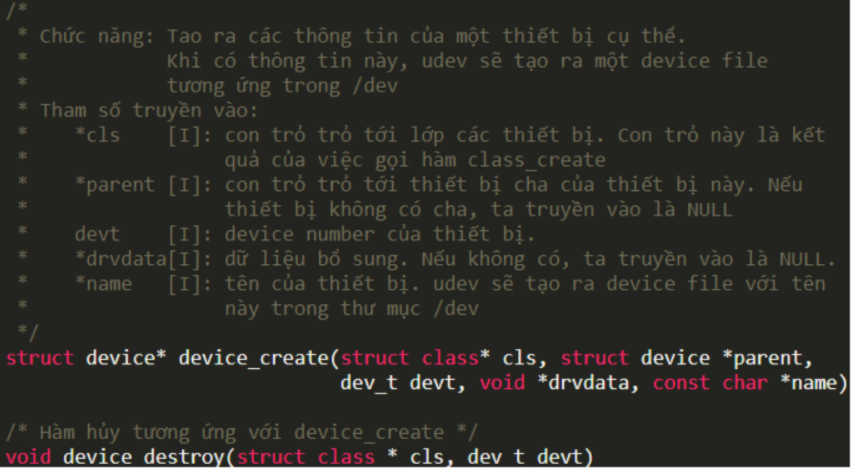 /*
 * Chức năng: Tao ra các thông tin của một thiết bị cụ thể.
 *            Khi có thông tin này, udev sẽ tạo ra một device file
 *            tương ứng trong /dev
 * Tham số truyền vào:
 *    *cls    [I]: con trỏ trỏ tới lớp các thiết bị. Con trỏ này là kết
 *                 quả của việc gọi hàm class_create
 *    *parent [I]: con trỏ trỏ tới thiết bị cha của thiết bị này. Nếu
 *                 thiết bị không có cha, ta truyền vào là NULL
 *    devt    [I]: device number của thiết bị.
 *    *drvdata[I]: dữ liệu bổ sung. Nếu không có, ta truyền vào là NULL.
 *    *name   [I]: tên của thiết bị. udev sẽ tạo ra device file với tên
 *                 này trong thư mục /dev
 */
struct device* device_create(struct class* cls, struct device *parent,
                             dev_t devt, void *drvdata, const char *name)
/* Hàm hủy tương ứng với device_create */
void device_destroy(struct class * cls, dev_t devt)